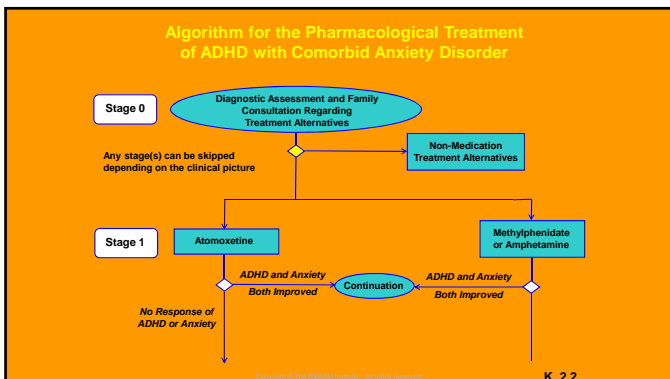 Algorithm for the Pharmacological Treatment
of ADHD with Comorbid Anxiety Disorder
Stage 0
Diagnostic Assessment and Family
Consultation Regarding
Treatment Alternatives
Any stage(s) can be skipped
depending on the clinical picture
Non-Medication
Treatment Alternatives
Stage 1
Atomoxetine
Methylphenidate
or Amphetamine
ADHD and Anxiety
Both Improved
Continuation
ADHD and Anxiety
Both Improved
No Response of
ADHD or Anxiety